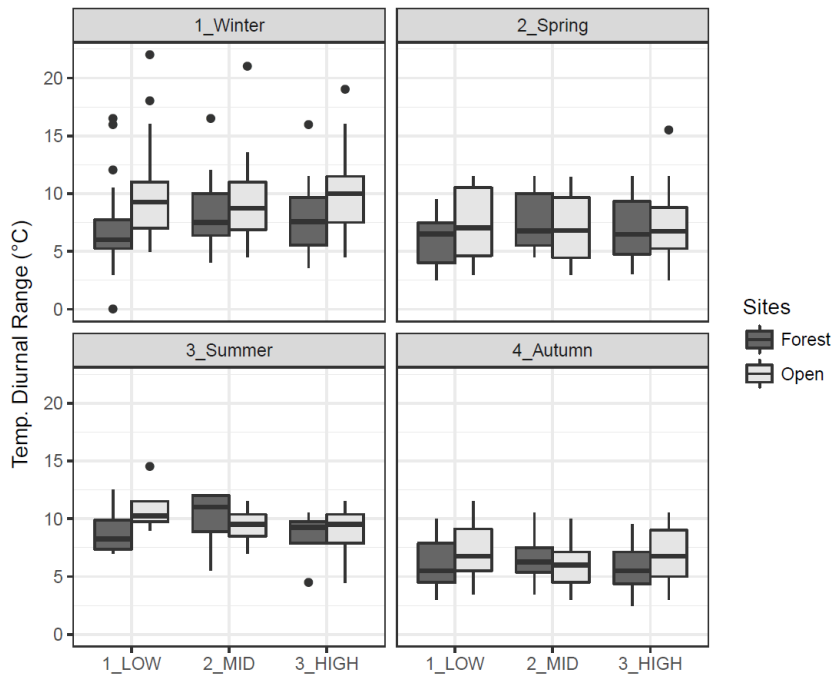 1_Winter
2_Spring
20
15
10
5
0
3_Summer
4_Autumn
20
15
10
5
0
1_LOW
2_MID
3_HIGH
1_LOW
2_MID
3_HIGH
Temp. Diurnal Range (°C)
Sites
Forest
Open